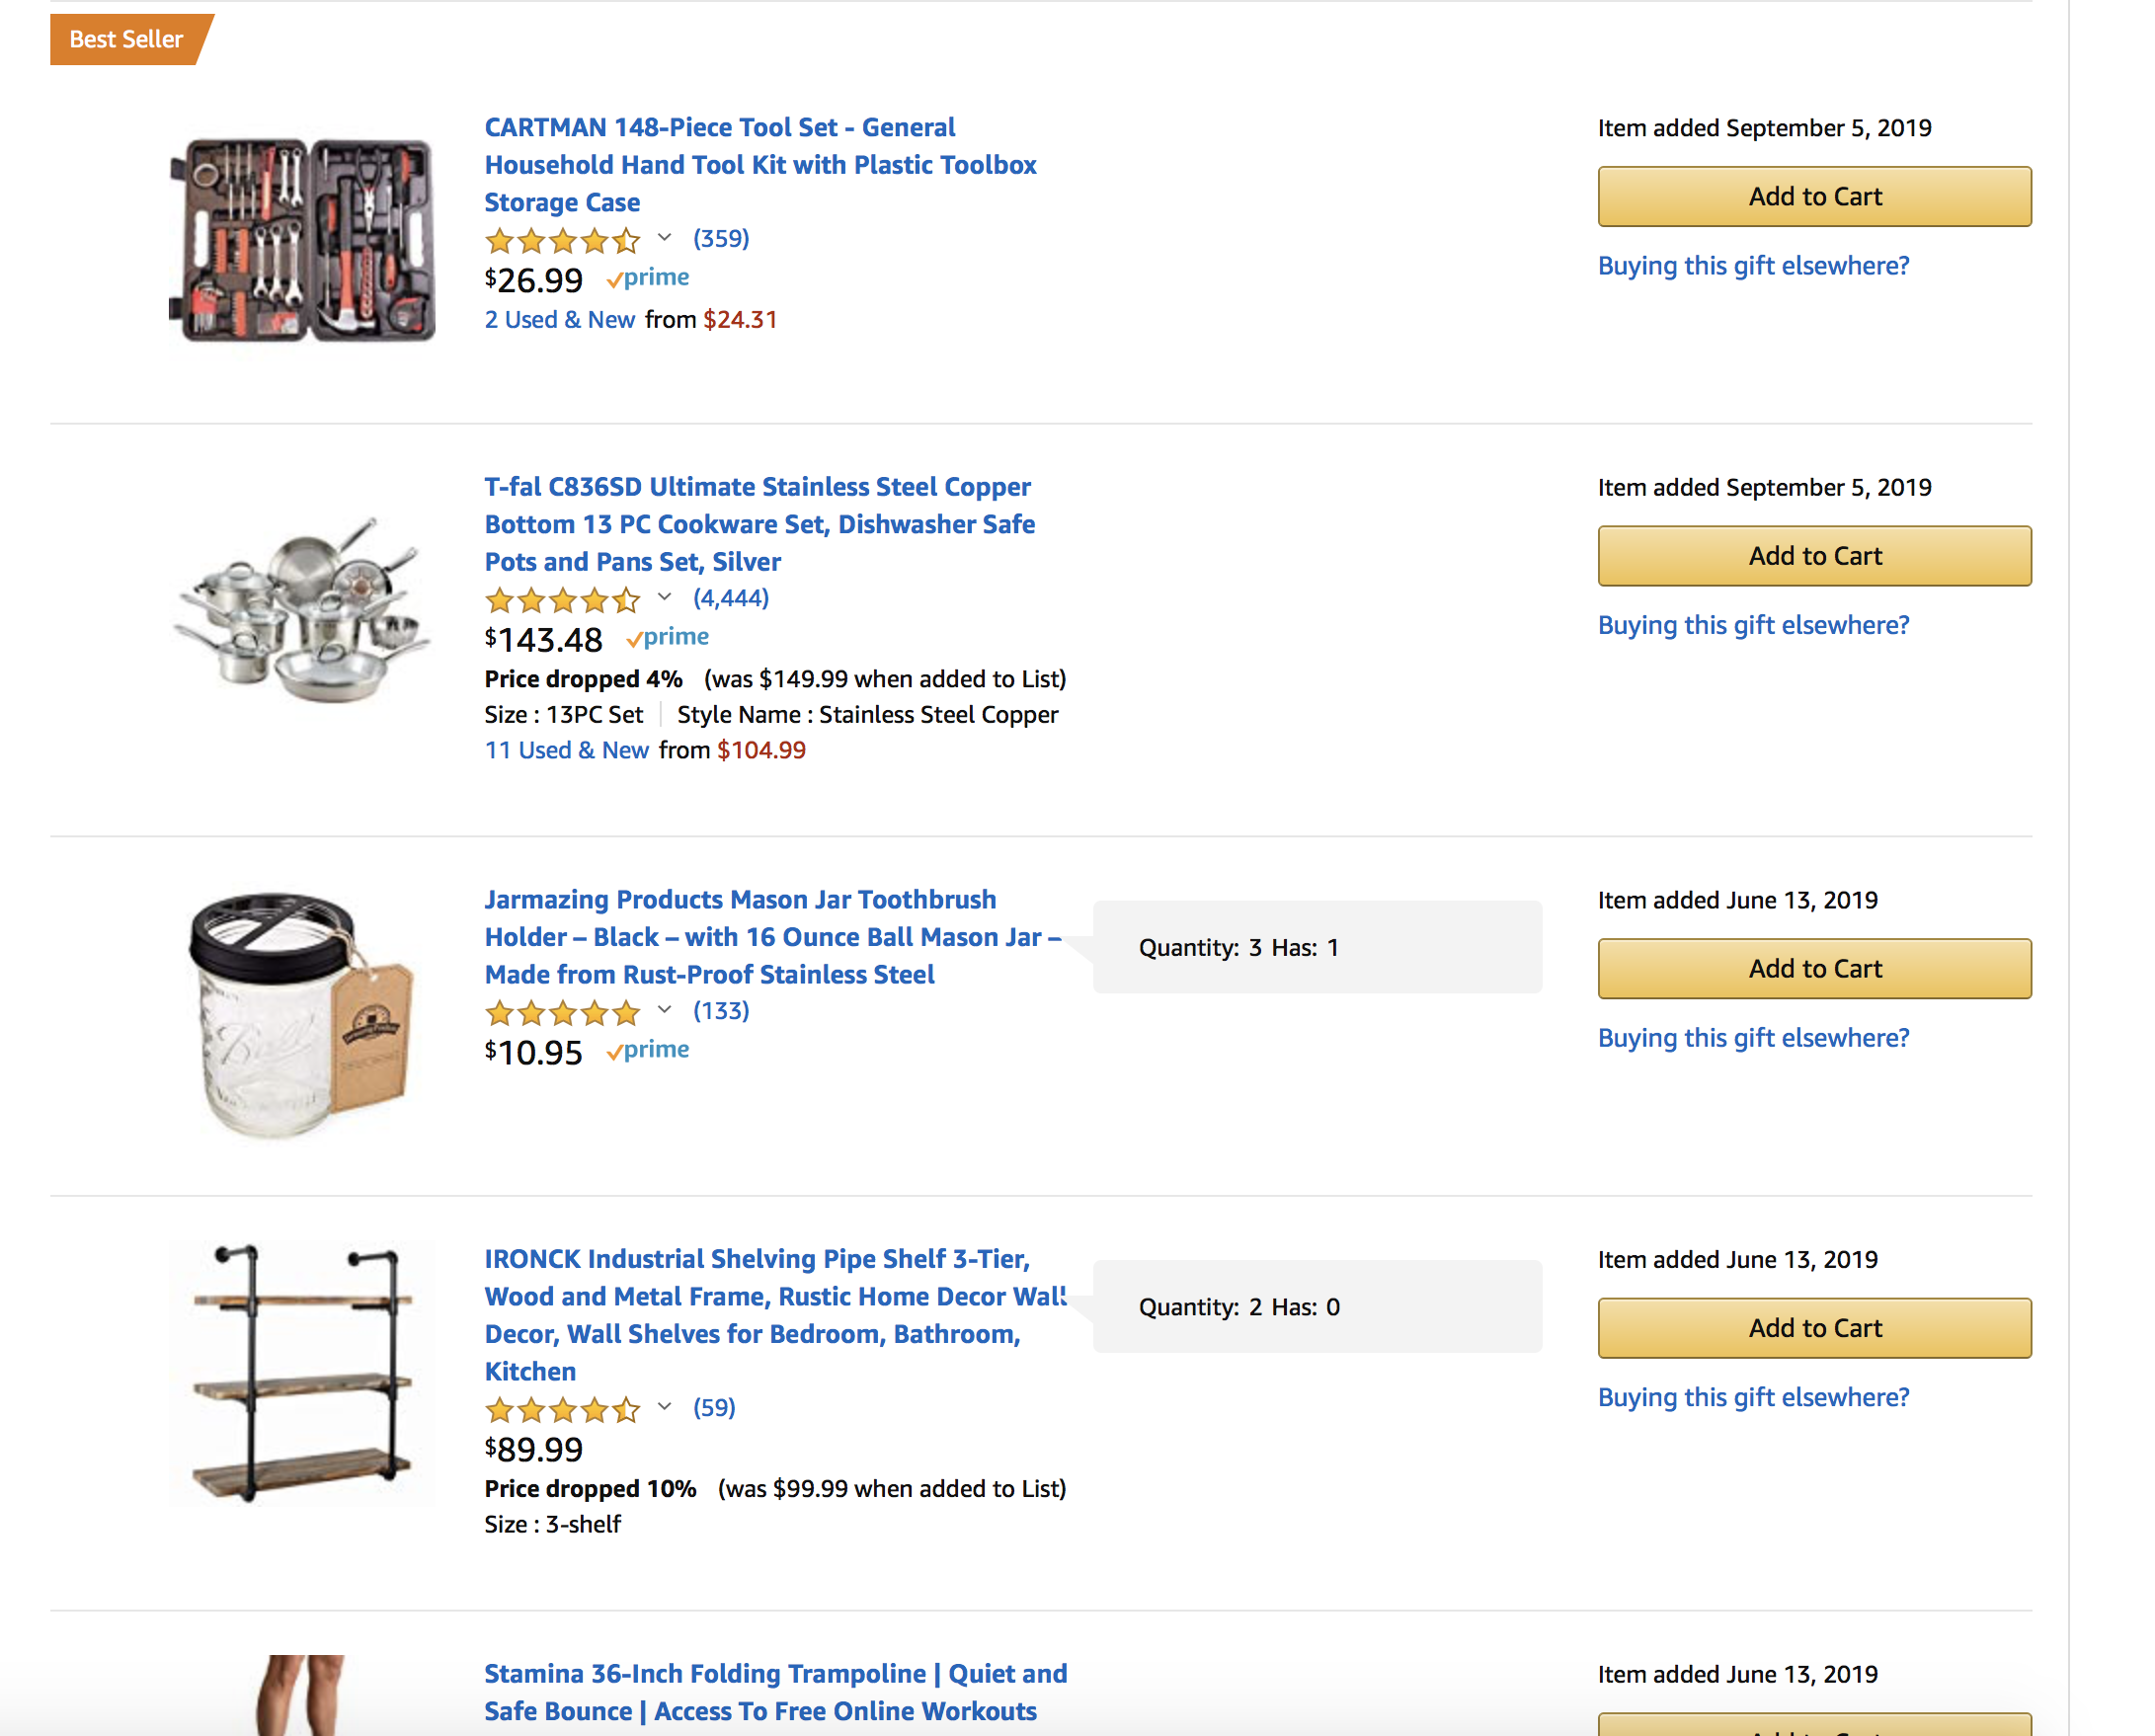 Best Seller
CARTMAN 148-Piece Tool Set - General
Household Hand Tool Kit with Plastic Toolbox
Storage Case
(359)
$26.99 prime
2 Used & New from $24.31
Item added September 5, 2019
Add to Cart
Buying this gift elsewhere?
T-fal C836SD Ultimate Stainless Steel Copper
Bottom 13 PC Cookware Set, Dishwasher Safe
Pots and Pans Set, Silver
(4,444)
$143.48 prime
Price dropped 4% (was $149.99 when added to List)
Size : 13PC Set | Style Name : Stainless Steel Copper
11 Used & New from $104.99
Item added September 5, 2019
Add to Cart
Buying this gift elsewhere?
Jarmazing Products Mason Jar Toothbrush
Holder – Black – with 16 Ounce Ball Mason Jar –
Made from Rust-Proof Stainless Steel
(133)
$10.95 prime
Ball
Quantity: 3 Has: 1
Item added June 13, 2019
Add to Cart
Buying this gift elsewhere?
IRONCK Industrial Shelving Pipe Shelf 3-Tier,
Wood and Metal Frame, Rustic Home Decor Wall
Decor, Wall Shelves for Bedroom, Bathroom,
Kitchen
(59)
$89.99
Price dropped 10% (was $99.99 when added to List)
Size : 3-shelf
Quantity: 2 Has: 0
Item added June 13, 2019
Add to Cart
Buying this gift elsewhere?
Stamina 36-Inch Folding Trampoline | Quiet and
Safe Bounce | Access To Free Online Workouts
Item added June 13, 2019